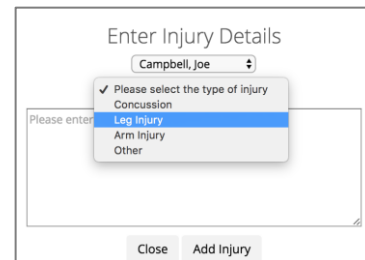 Enter Injury Details
Campbell, Joe
✓ Please select the type of injury
Concussion
Leg Injury
Arm Injury
Other
Please enter
Close Add Injury